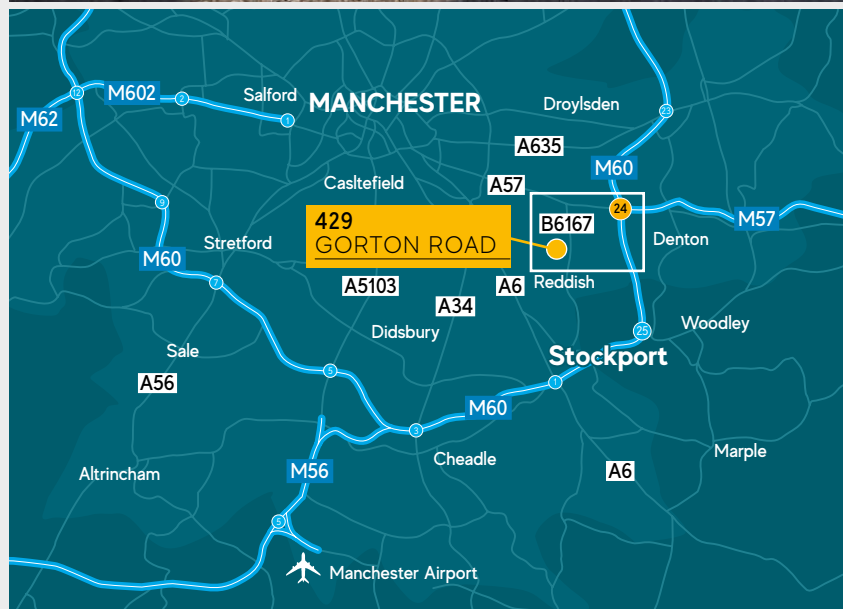 M602
2
12
Salford
1
MANCHESTER
Droylsden
23
M62
A635
M60
Casltefield
A57
9
24
429
GORTON ROAD
B6167
M57
Denton
Stretford
M60
7
A5103
A6
Reddish
A34
Didsbury
25
Woodley
Sale
Stockport
5
A56
1
M60
3
Cheadle
Marple
M56
A6
Altrincham
5
Manchester Airport